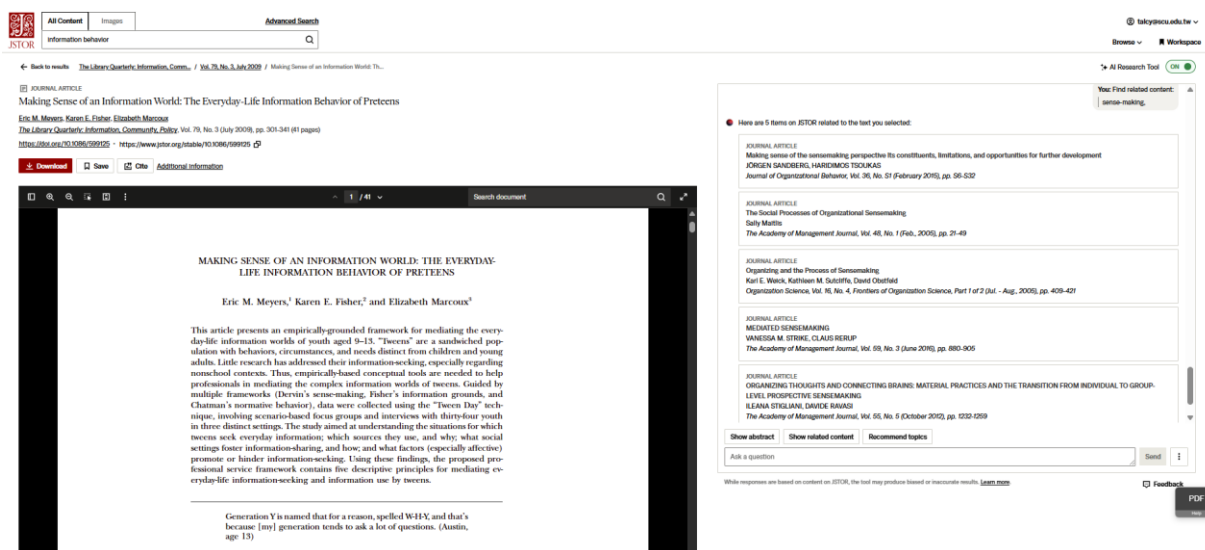 All Content
Images
Advanced Search
information behavior
JSTOR
talcy@scu.edu.tw
Browse
Workspace
Back to results
The Library Quarterly: Information, Comm... / Vol. 79, No. 3, July 2009 / Making Sense of an Information World: Th...
AI Research Tool
ON
JOURNAL ARTICLE
Making Sense of an Information World: The Everyday-Life Information Behavior of Preteens
Eric M. Meyers, Karen E. Fisher, Elizabeth Marcoux
The Library Quarterly: Information, Community, Policy, Vol. 79, No. 3 (July 2009), pp. 301-341 (41 pages)
https://doi.org/10.1086/599125 • https://www.jstor.org/stable/10.1086/599125
Download
Save
Cite
Additional Information
1 / 41
Search document
MAKING SENSE OF AN INFORMATION WORLD: THE EVERYDAY-
LIFE INFORMATION BEHAVIOR OF PRETEENS
Eric M. Meyers,¹ Karen E. Fisher,² and Elizabeth Marcoux³
This article presents an empirically-grounded framework for mediating the every-
day-life information worlds of youth aged 9–13. “Tweens” are a sandwiched pop-
ulation with behaviors, circumstances, and needs distinct from children and young
adults. Little research has addressed their information-seeking, especially regarding
nonschool contexts. Thus, empirically-based conceptual tools are needed to help
professionals in mediating the complex information worlds of tweens. Guided by
multiple frameworks (Dervin’s sense-making, Fisher’s information grounds, and
Chatman’s normative behavior), data were collected using the “Tween Day” tech-
nique, involving scenario-based focus groups and interviews with thirty-four youth
in three distinct settings. The study aimed at understanding the situations for which
tweens seek everyday information; which sources they use, and why; what social
settings foster information-sharing, and how; and what factors (especially affective)
promote or hinder information-seeking. Using these findings, the proposed pro-
fessional service framework contains five descriptive principles for mediating ev-
eryday-life information-seeking and information use by tweens.
Generation Y is named that for a reason, spelled W-H-Y, and that’s
because [my] generation tends to ask a lot of questions. (Austin,
age 13)
You: Find related content:
sense-making,
Here are 5 items on JSTOR related to the text you selected:
JOURNAL ARTICLE
Making sense of the sensemaking perspective Its constituents, limitations, and opportunities for further development
JÖRGEN SANDBERG, HARIDIMOS TSOUKAS
Journal of Organizational Behavior, Vol. 36, No. S1 (February 2015), pp. S6-S32
JOURNAL ARTICLE
The Social Processes of Organizational Sensemaking
Sally Maitlis
The Academy of Management Journal, Vol. 48, No. 1 (Feb., 2005), pp. 21-49
JOURNAL ARTICLE
Organizing and the Process of Sensemaking
Karl E. Weick, Kathleen M. Sutcliffe, David Obstfeld
Organization Science, Vol. 16, No. 4, Frontiers of Organization Science, Part 1 of 2 (Jul. - Aug., 2005), pp. 409-421
JOURNAL ARTICLE
MEDIATED SENSEMAKING
VANESSA M. STRIKE, CLAUS RERUP
The Academy of Management Journal, Vol. 59, No. 3 (June 2016), pp. 880-905
JOURNAL ARTICLE
ORGANIZING THOUGHTS AND CONNECTING BRAINS: MATERIAL PRACTICES AND THE TRANSITION FROM INDIVIDUAL TO GROUP-
LEVEL PROSPECTIVE SENSEMAKING
ILEANA STIGLIANI, DAVIDE RAVASI
The Academy of Management Journal, Vol. 55, No. 5 (October 2012), pp. 1232-1259
Show abstract
Show related content
Recommend topics
Ask a question
Send
While responses are based on content on JSTOR, the tool may produce biased or inaccurate results. Learn more.
Feedback
PDF
Help